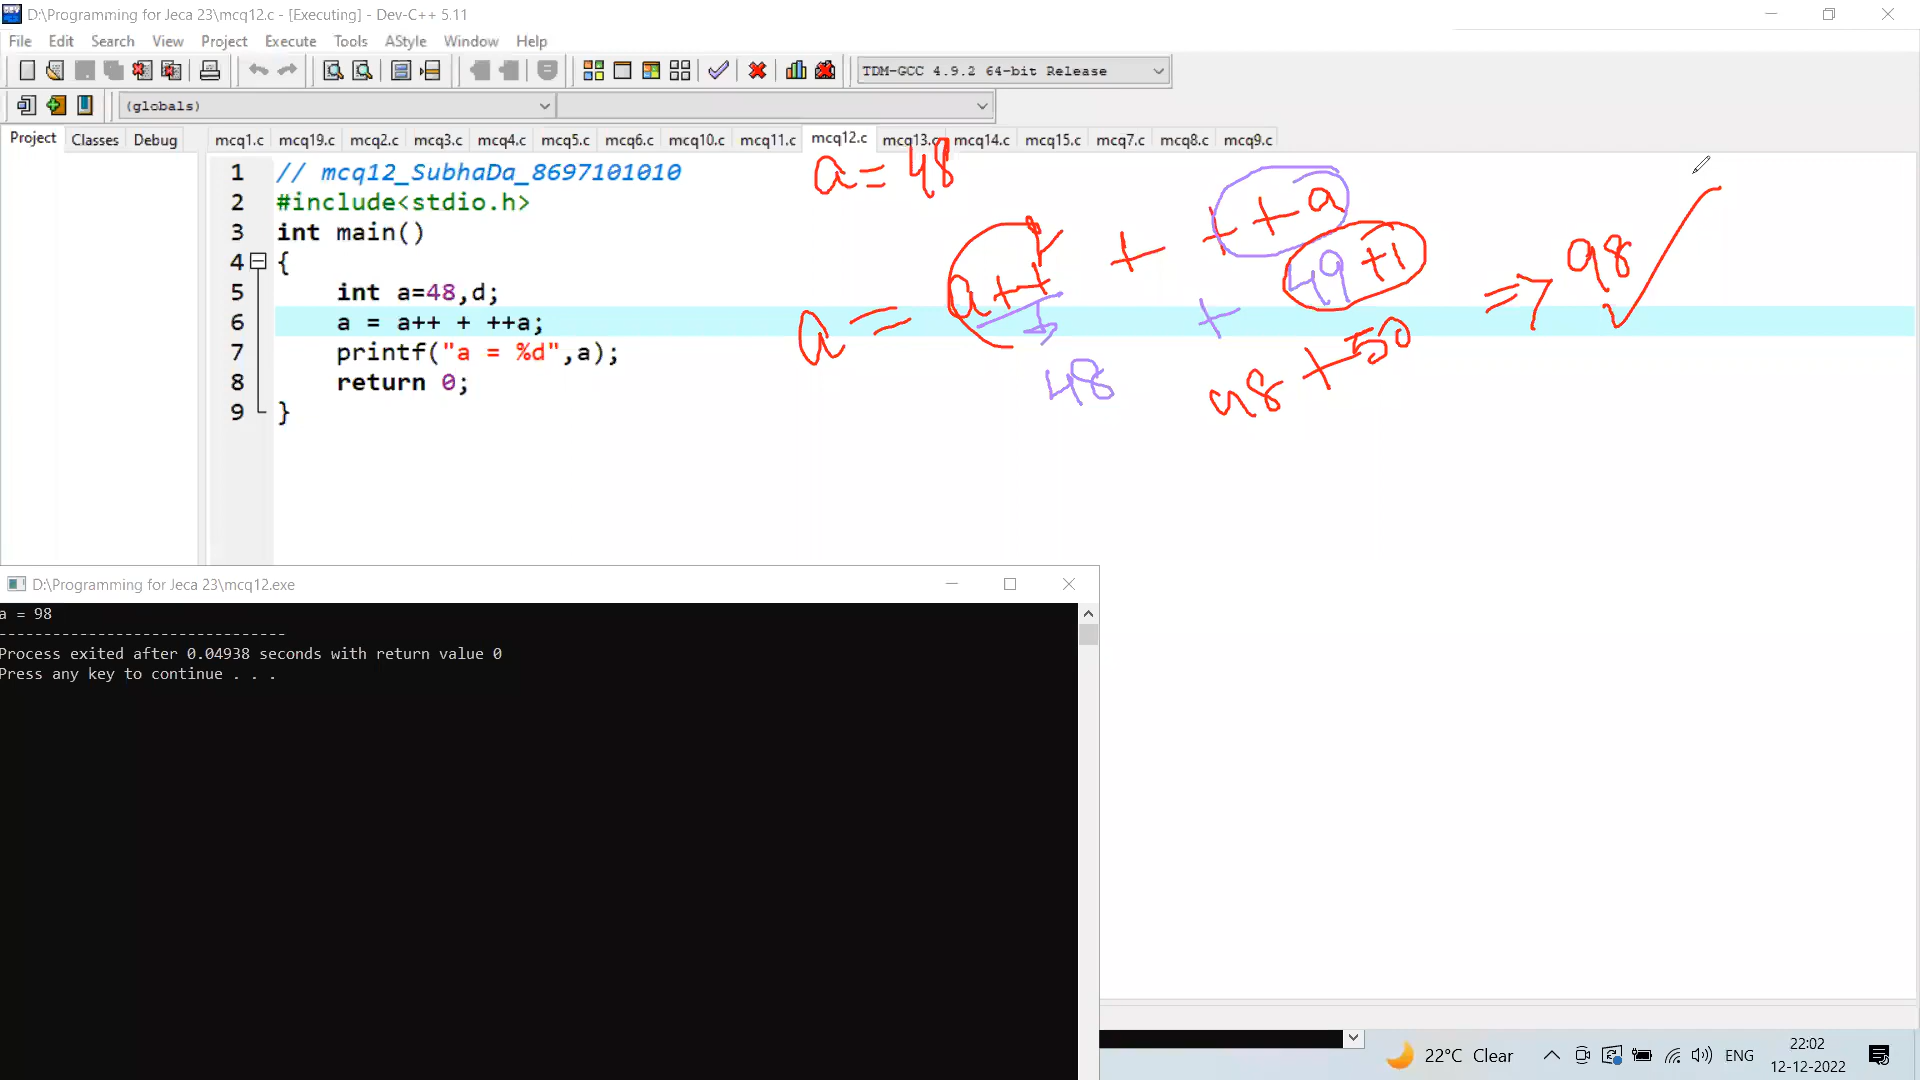 D:\Programming for Jeca 23\mcq12.c - [Executing] - Dev-C++ 5.11
File Edit Search View Project Execute Tools AStyle Window Help
TDM-GCC 4.9.2 64-bit Release
(globals)
Project Classes Debug mcq1.c mcq19.c mcq2.c mcq3.c mcq4.c mcq5.c mcq6.c mcq10.c mcq11.c mcq12.c mcq13.c mcq14.c mcq15.c mcq7.c mcq8.c mcq9.c
1 // mcq12_SubhaDa_8697101010
2 #include<stdio.h>
3 int main()
4 {
5 int a=48,d;
6 a = a++ + ++a;
7 printf("a = %d",a);
8 return 0;
9 }
a = 48
a = a++ + ++a
48 + 49 +1
48 + 50 => 98
D:\Programming for Jeca 23\mcq12.exe
a = 98
--------------------------------
Process exited after 0.04938 seconds with return value 0
Press any key to continue . . .
22°C Clear
ENG
22:02
12-12-2022